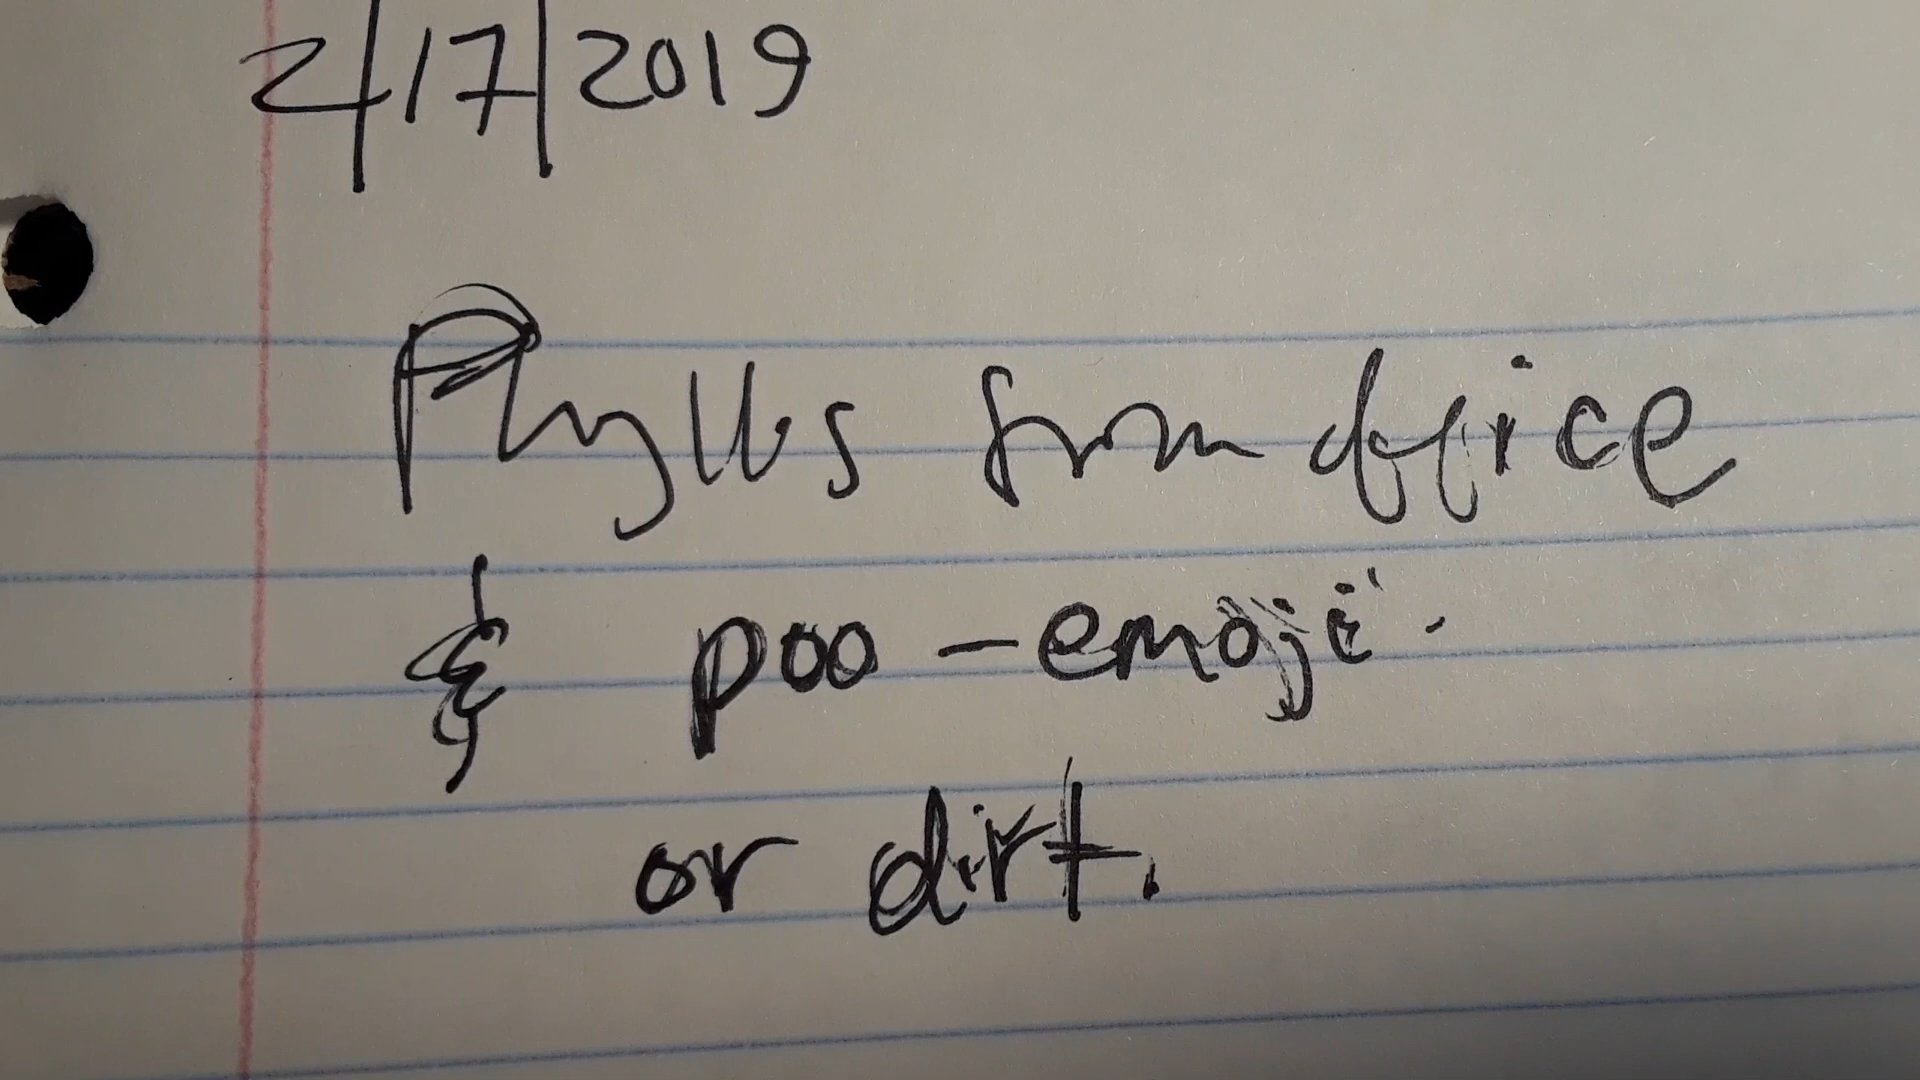 2/17/2019
Phyllis from office
& poo-emoji.
or dirt.